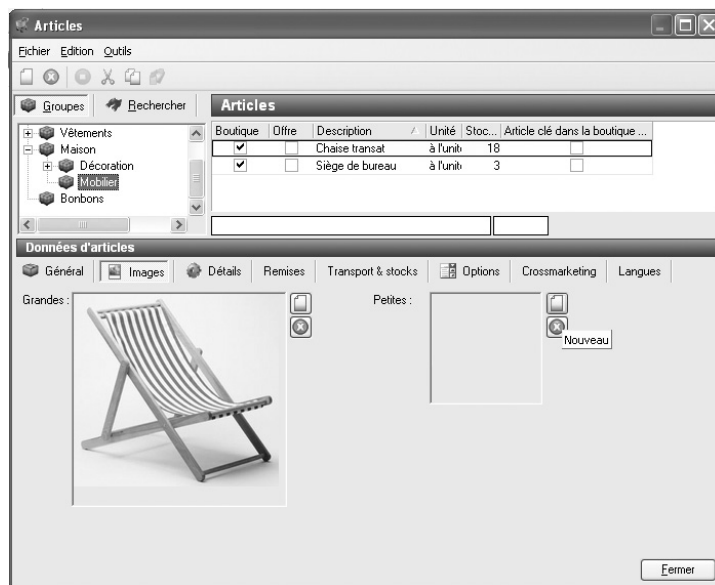 Articles
Fichier Edition Outils
Groupes Rechercher
Articles
Vêtements
Maison
Décoration
Mobilier
Bonbons
Boutique Offre Description Unité Stoc... Article clé dans la boutique ...
Chaise transat à l'unit 18
Siège de bureau à l'unit 3
Données d'articles
Général Images Détails Remises Transport & stocks Options Crossmarketing Langues
Grandes : Petites :
Nouveau
Fermer